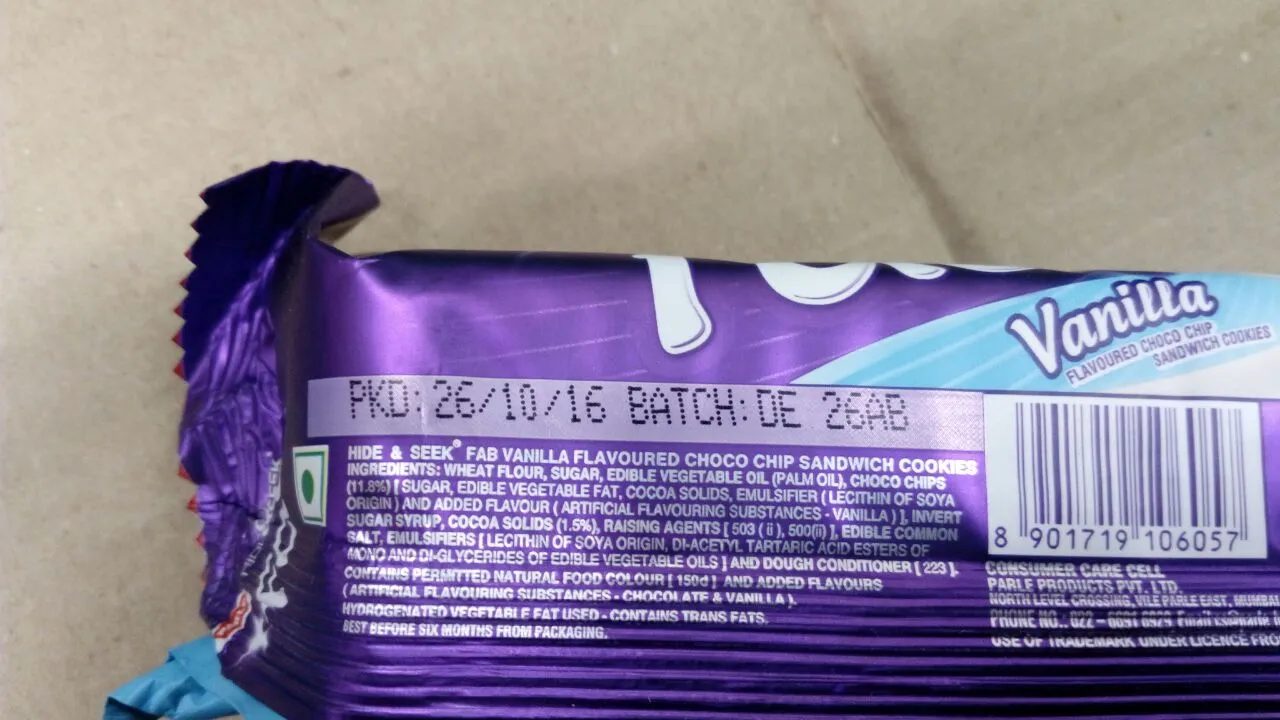 Vanilla
FLAVOURED CHOCO CHIP
SANDWICH COOKIES
PKD: 26/10/16 BATCH: DE 26AB
HIDE & SEEK® FAB VANILLA FLAVOURED CHOCO CHIP SANDWICH COOKIES
INGREDIENTS: WHEAT FLOUR, SUGAR, EDIBLE VEGETABLE OIL (PALM OIL), CHOCO CHIPS
(11.8%) [ SUGAR, EDIBLE VEGETABLE FAT, COCOA SOLIDS, EMULSIFIER ( LECITHIN OF SOYA
ORIGIN ) AND ADDED FLAVOUR ( ARTIFICIAL FLAVOURING SUBSTANCES - VANILLA ) ], INVERT
SUGAR SYRUP, COCOA SOLIDS (1.5%), RAISING AGENTS [ 503 ( ii ), 500(ii) ], EDIBLE COMMON
SALT, EMULSIFIERS [ LECITHIN OF SOYA ORIGIN, DI-ACETYL TARTARIC ACID ESTERS OF
MONO AND DI-GLYCERIDES OF EDIBLE VEGETABLE OILS ] AND DOUGH CONDITIONER [ 223 ].
CONTAINS PERMITTED NATURAL FOOD COLOUR [ 150d ] AND ADDED FLAVOURS
( ARTIFICIAL FLAVOURING SUBSTANCES - CHOCOLATE & VANILLA ).
HYDROGENATED VEGETABLE FAT USED - CONTAINS TRANS FATS.
BEST BEFORE SIX MONTHS FROM PACKAGING.
8 901719 106057
CONSUMER CARE CELL
PARLE PRODUCTS PVT. LTD.
NORTH LEVEL CROSSING, VILE PARLE EAST, MUMBAI
PHONE NO.: 022 -
USE OF TRADEMARK UNDER LICENCE FRO